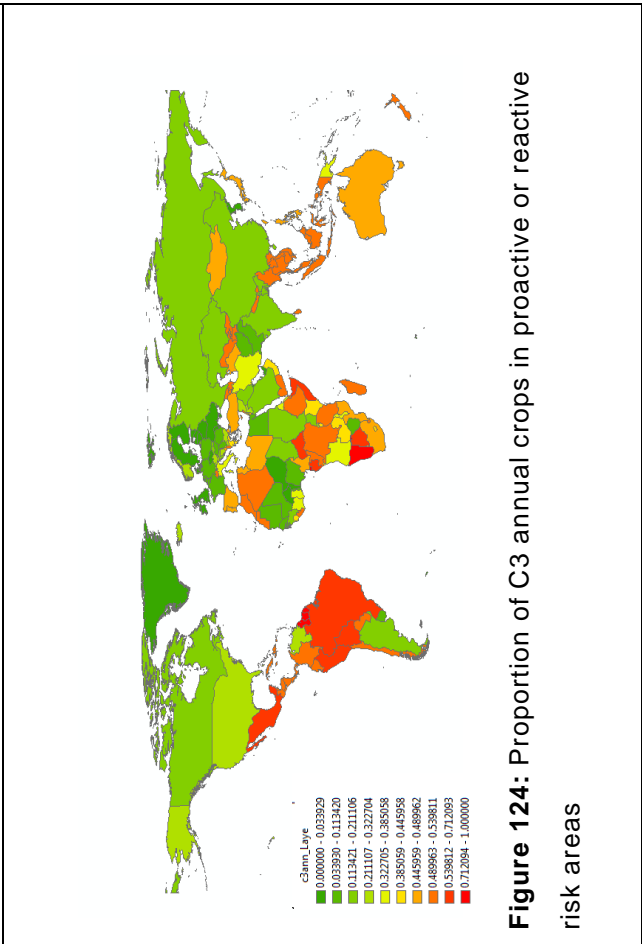 c3ann_Laye
0.000000 - 0.033929
0.033930 - 0.113420
0.113421 - 0.211106
0.211107 - 0.322704
0.322705 - 0.385058
0.385059 - 0.445958
0.445959 - 0.489962
0.489963 - 0.539811
0.539812 - 0.712093
0.712094 - 1.000000
Figure 124: Proportion of C3 annual crops in proactive or reactive
risk areas